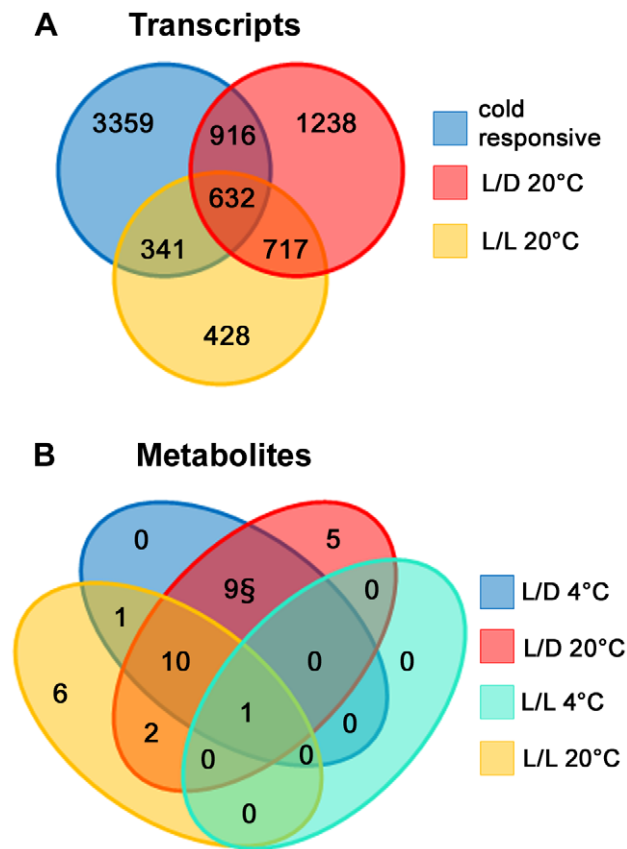 A Transcripts
3359
916
1238
632
341
717
428
cold
responsive
L/D 20°C
L/L 20°C
B Metabolites
0
5
9§
0
1
10
0
0
6
1
2
0
0
0
0
L/D 4°C
L/D 20°C
L/L 4°C
L/L 20°C